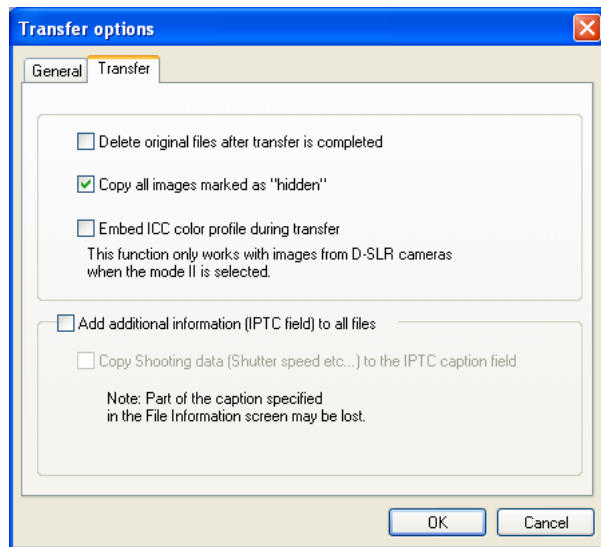 Transfer options
General
Transfer
Delete original files after transfer is completed
Copy all images marked as "hidden"
Embed ICC color profile during transfer
This function only works with images from D-SLR cameras
when the mode II is selected.
Add additional information (IPTC field) to all files
Copy Shooting data (Shutter speed etc...) to the IPTC caption field
Note: Part of the caption specified
in the File Information screen may be lost.
OK
Cancel